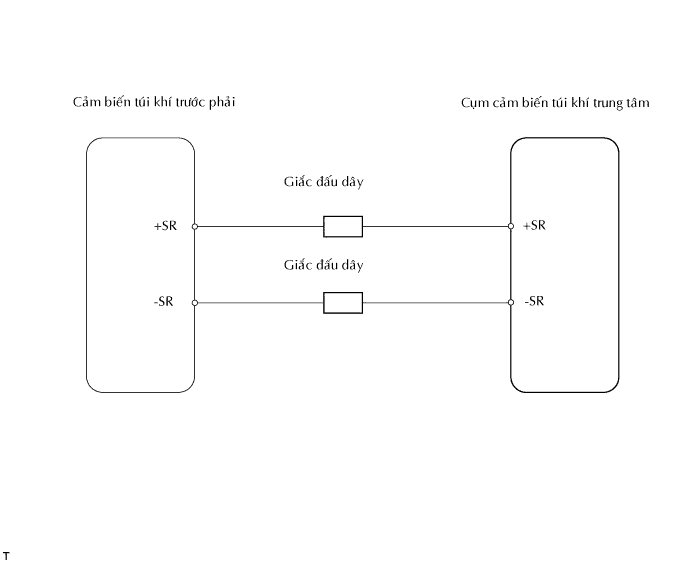 Cảm biến túi khí trước phải
Cụm cảm biến túi khí trung tâm
Giắc đấu dây
+SR
+SR
Giắc đấu dây
-SR
-SR
T